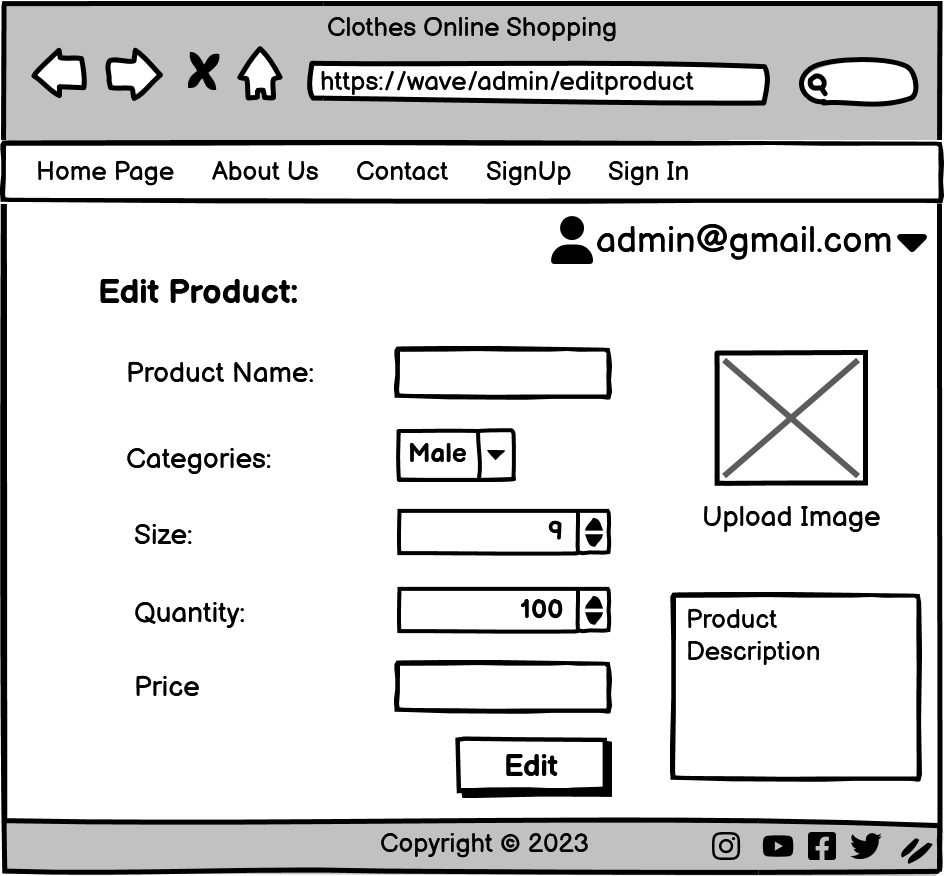 Clothes Online Shopping
https://wave/admin/editproduct
Home Page About Us Contact SignUp Sign In
admin@gmail.com
Edit Product:
Product Name:
Categories: Male
Size: 9
Quantity: 100
Price
Edit
Upload Image
Product
Description
Copyright © 2023